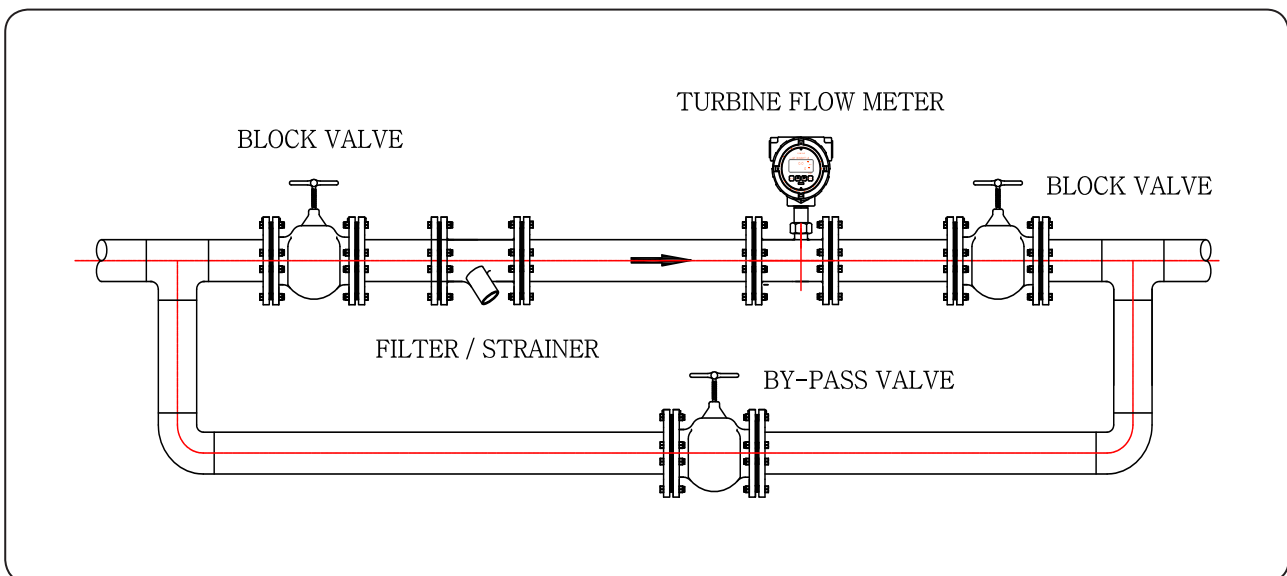 TURBINE FLOW METER
BLOCK VALVE
BLOCK VALVE
FILTER / STRAINER
BY-PASS VALVE